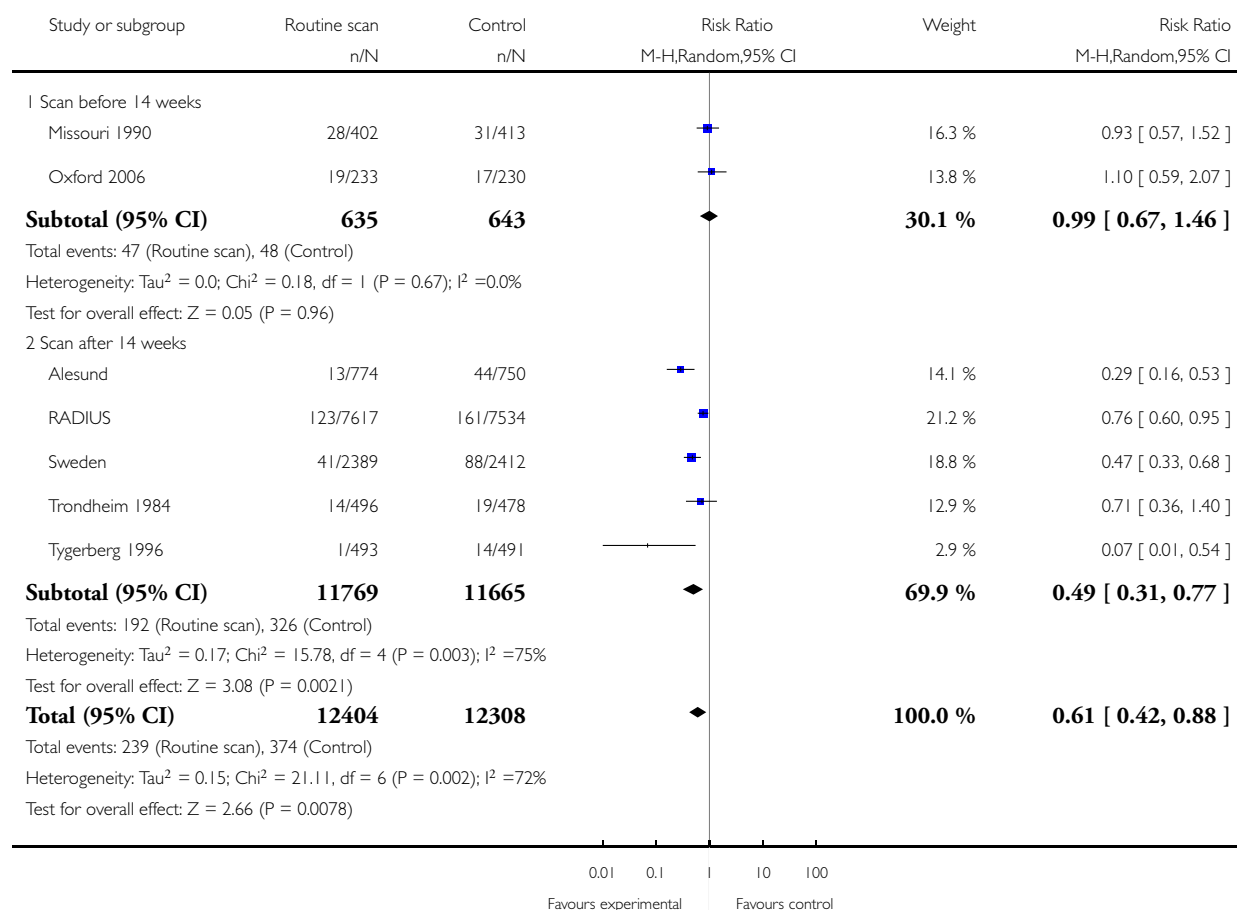 Study or subgroup Routine scan Control Risk Ratio Weight Risk Ratio
n/N n/N M-H,Random,95% CI M-H,Random,95% CI
1 Scan before 14 weeks
Missouri 1990 28/402 31/413 16.3 % 0.93 [ 0.57, 1.52 ]
Oxford 2006 19/233 17/230 13.8 % 1.10 [ 0.59, 2.07 ]
Subtotal (95% CI) 635 643 30.1 % 0.99 [ 0.67, 1.46 ]
Total events: 47 (Routine scan), 48 (Control)
Heterogeneity: Tau² = 0.0; Chi² = 0.18, df = 1 (P = 0.67); I² =0.0%
Test for overall effect: Z = 0.05 (P = 0.96)
2 Scan after 14 weeks
Alesund 13/774 44/750 14.1 % 0.29 [ 0.16, 0.53 ]
RADIUS 123/7617 161/7534 21.2 % 0.76 [ 0.60, 0.95 ]
Sweden 41/2389 88/2412 18.8 % 0.47 [ 0.33, 0.68 ]
Trondheim 1984 14/496 19/478 12.9 % 0.71 [ 0.36, 1.40 ]
Tygerberg 1996 1/493 14/491 2.9 % 0.07 [ 0.01, 0.54 ]
Subtotal (95% CI) 11769 11665 69.9 % 0.49 [ 0.31, 0.77 ]
Total events: 192 (Routine scan), 326 (Control)
Heterogeneity: Tau² = 0.17; Chi² = 15.78, df = 4 (P = 0.003); I² =75%
Test for overall effect: Z = 3.08 (P = 0.0021)
Total (95% CI) 12404 12308 100.0 % 0.61 [ 0.42, 0.88 ]
Total events: 239 (Routine scan), 374 (Control)
Heterogeneity: Tau² = 0.15; Chi² = 21.11, df = 6 (P = 0.002); I² =72%
Test for overall effect: Z = 2.66 (P = 0.0078)
0.01 0.1 1 10 100
Favours experimental Favours control